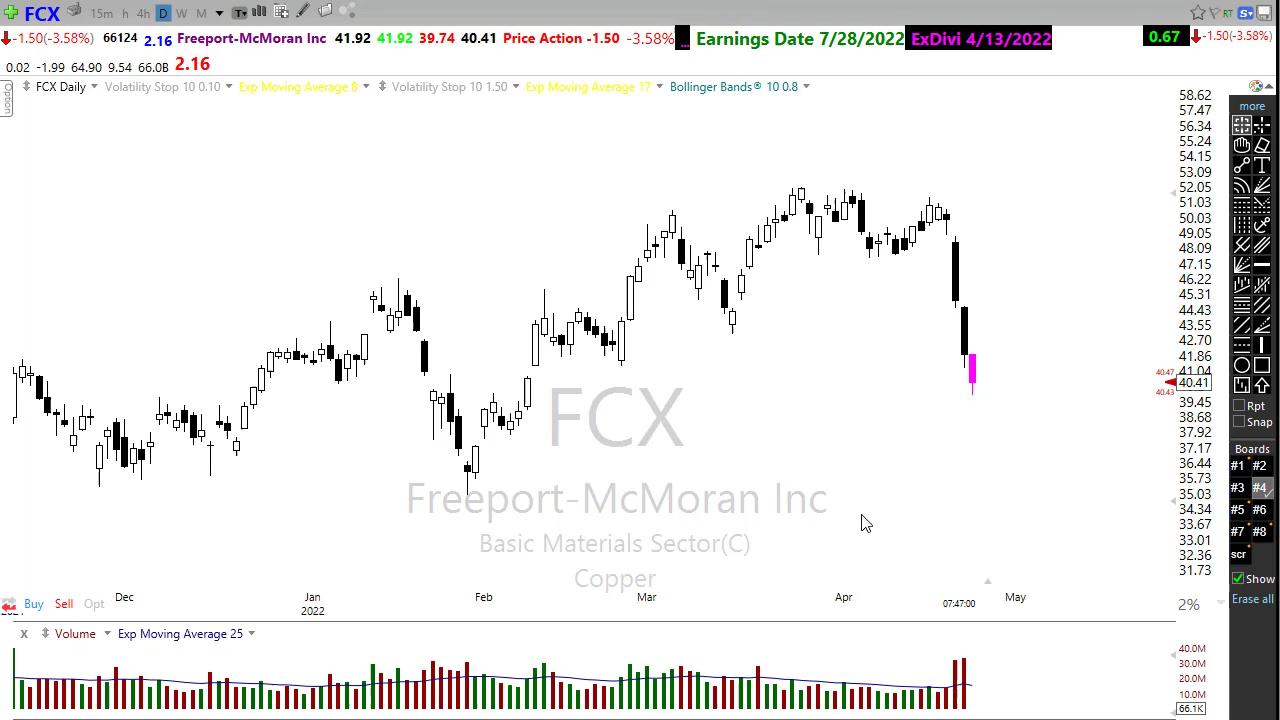 FCX 15m h 4h D W M T RT S
-1.50(-3.58%) 66124 2.16 Freeport-McMoran Inc 41.92 41.92 39.74 40.41 Price Action -1.50 -3.58% ... Earnings Date 7/28/2022 ExDivi 4/13/2022 0.67 -1.50(-3.58%)
0.02 -1.99 64.90 9.54 66.0B 2.16
Option
FCX Daily Volatility Stop 10 0.10 Exp Moving Average 8 Volatility Stop 10 1.50 Exp Moving Average 17 Bollinger Bands® 10 0.8
58.62
57.47
56.34
55.24
54.15
53.09
52.05
51.03
50.03
49.05
48.09
47.15
46.22
45.31
44.43
43.55
42.70
41.86
41.04
40.47
40.41
40.43
39.45
38.68
37.92
37.17
36.44
35.73
35.03
34.34
33.67
33.01
32.36
31.73
FCX
Freeport-McMoran Inc
Basic Materials Sector(C)
Copper
more
T
Rpt
Snap
Boards
#1 #2
#3 #4
#5 #6
#7 #8
scr
Show
Erase all
Dec Jan Feb Mar Apr May
2022
Buy Sell Opt
07:47:00
2%
X Volume Exp Moving Average 25
40.0M
30.0M
20.0M
10.0M
66.1K